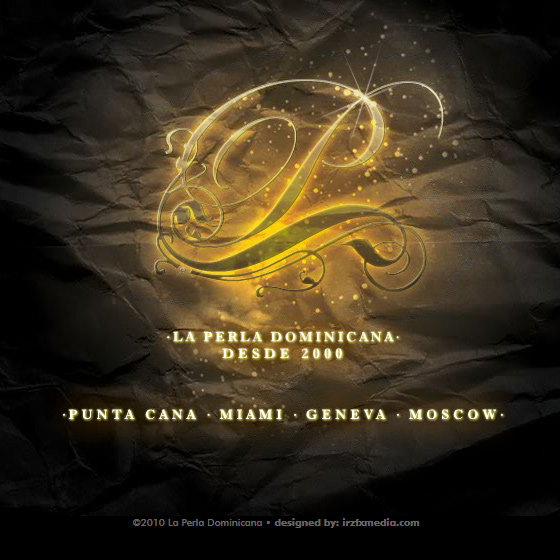 ·LA PERLA DOMINICANA·
DESDE 2000
·PUNTA CANA · MIAMI · GENEVA · MOSCOW·
©2010 La Perla Dominicana • designed by: irzfxmedia.com